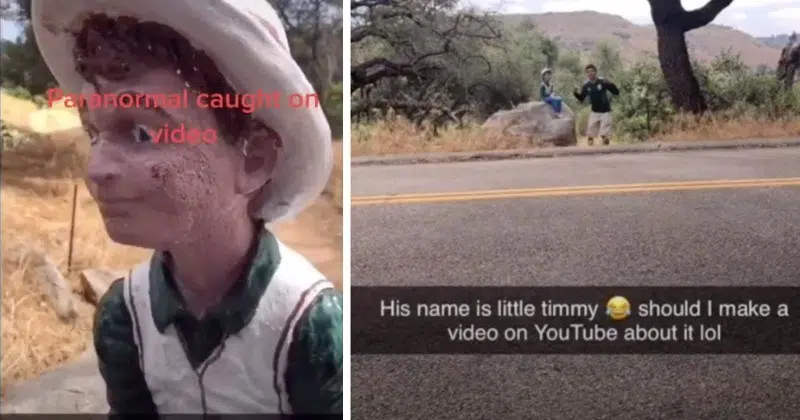 Paranormal caught on
video
His name is little timmy 😂 should I make a
video on YouTube about it lol